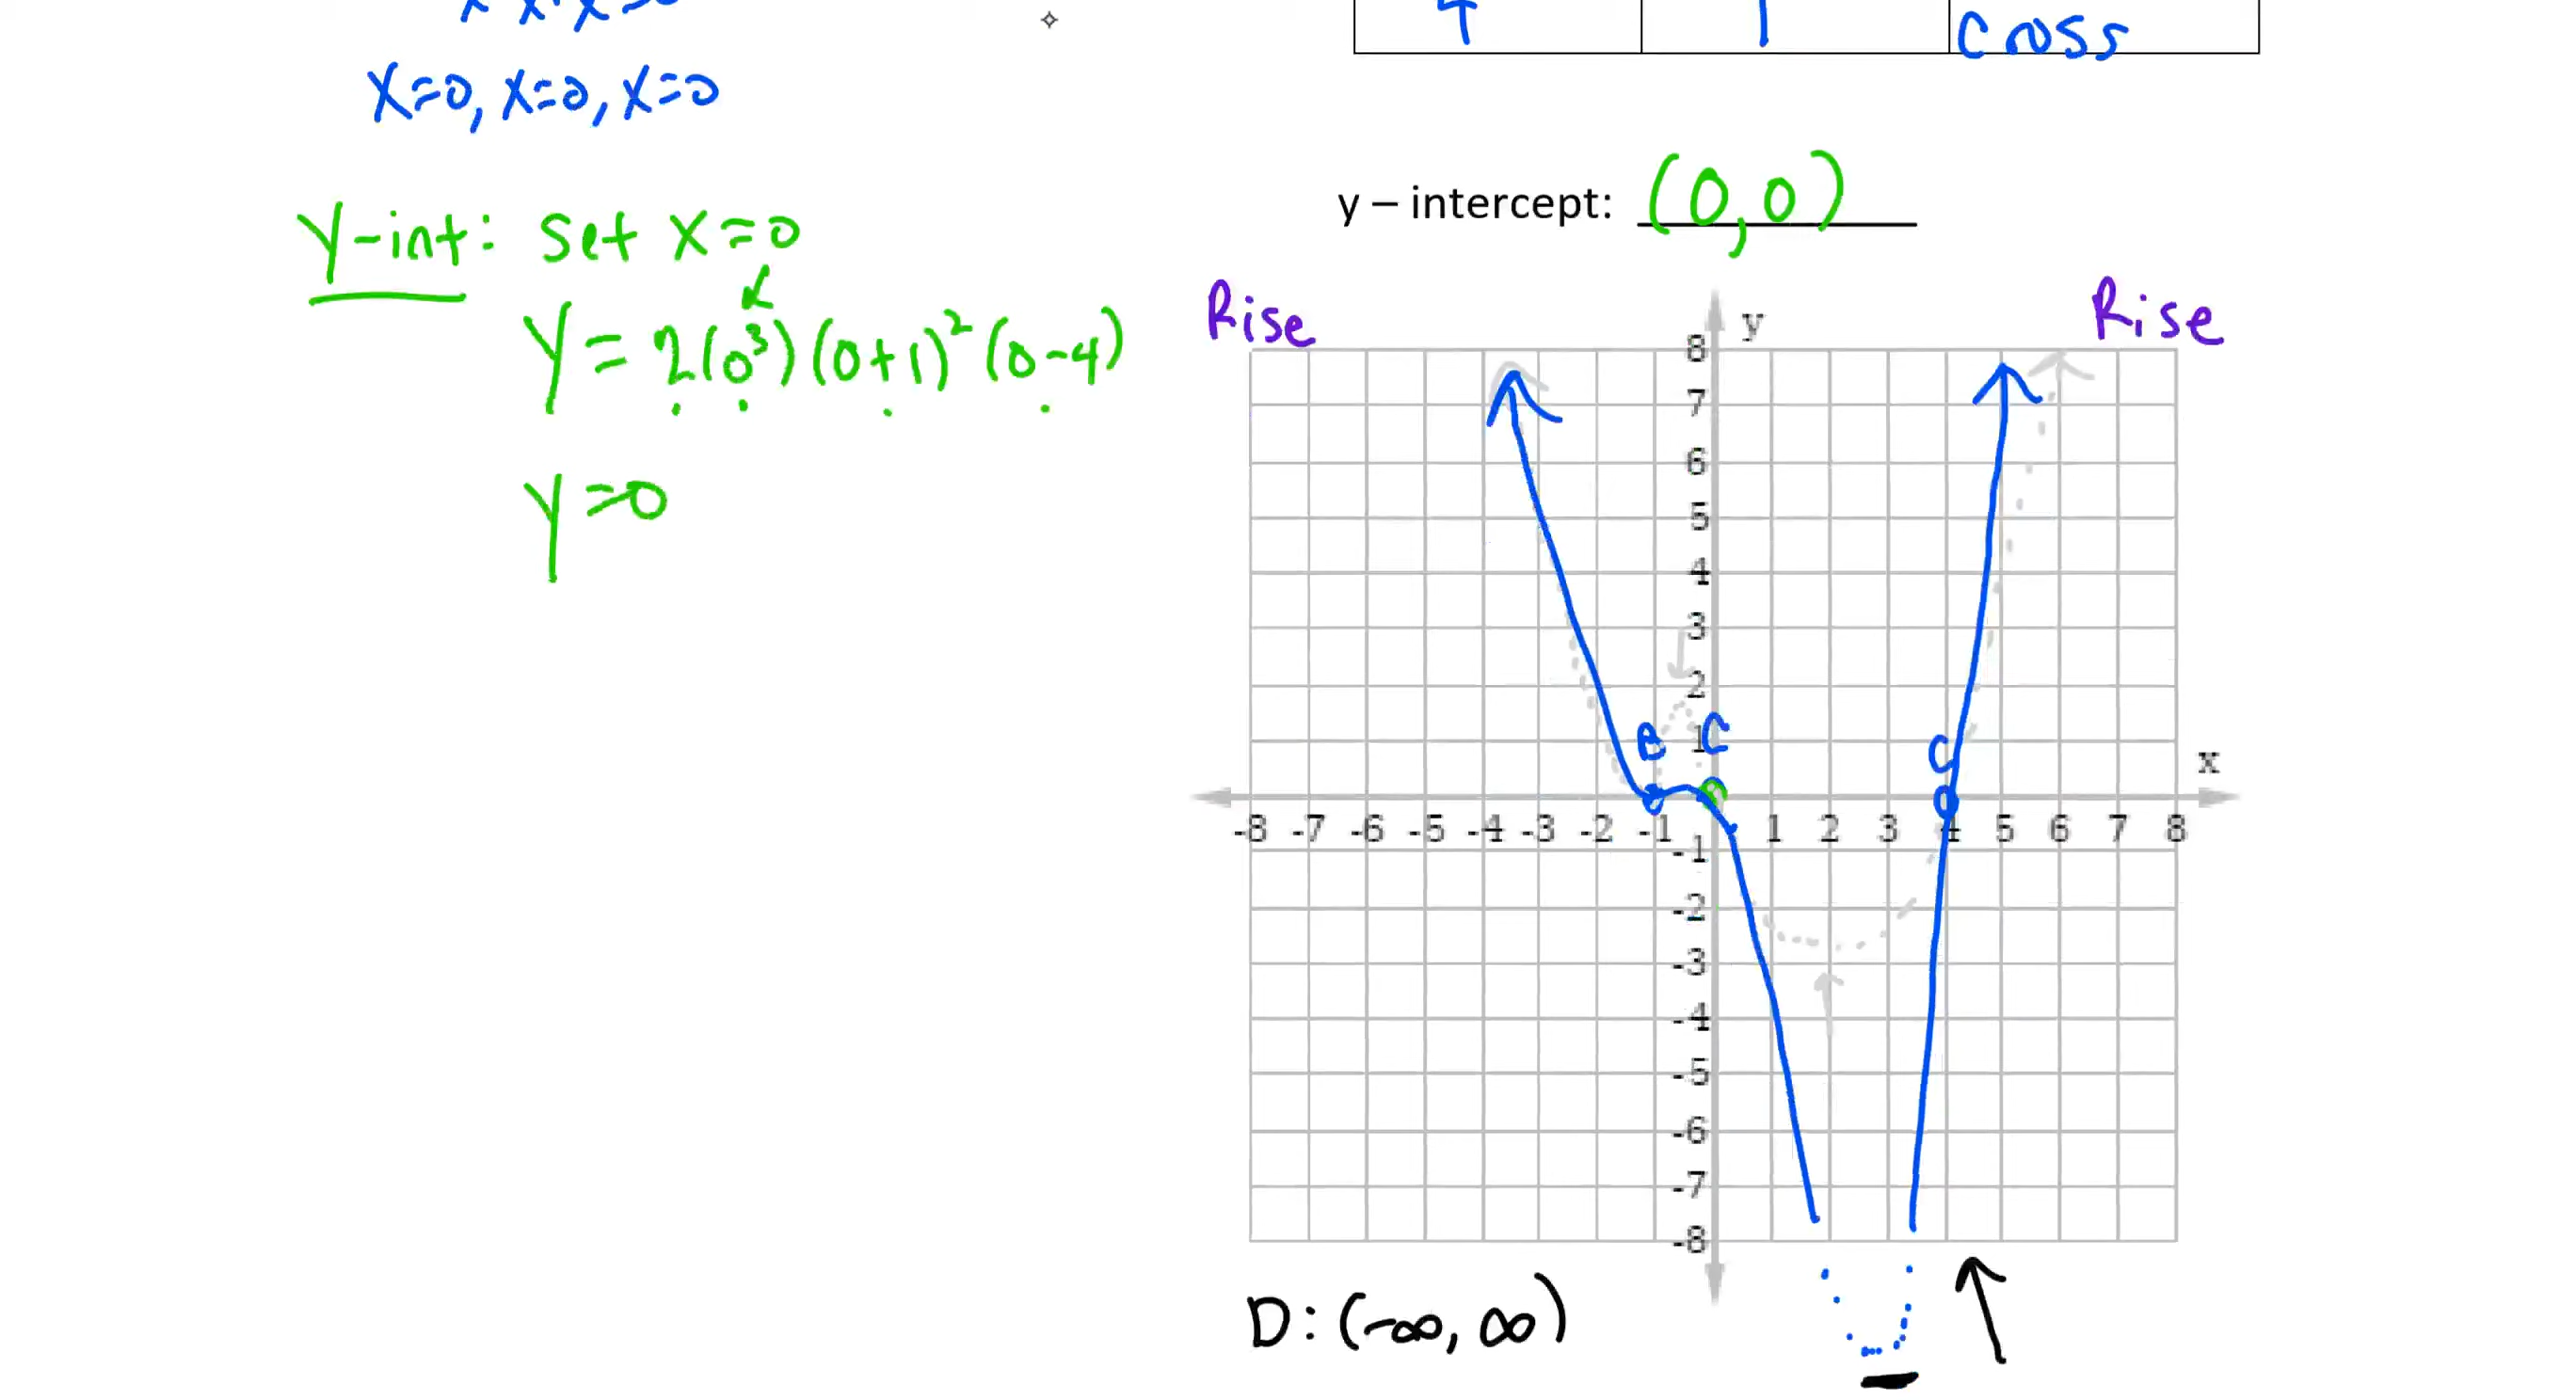 x=0, x=0, x=0
4 1 Cross
y – intercept: (0,0)
Y-int: set x=0
y = 2(0³)(0+1)²(0-4)
y=0
Rise Rise
y
8
7
6
5
4
3
2
1
B C C
x
-8 -7 -6 -5 -4 -3 -2 -1 1 2 3 4 5 6 7 8
-1
-2
-3
-4
-5
-6
-7
-8
D: (-∞, ∞)